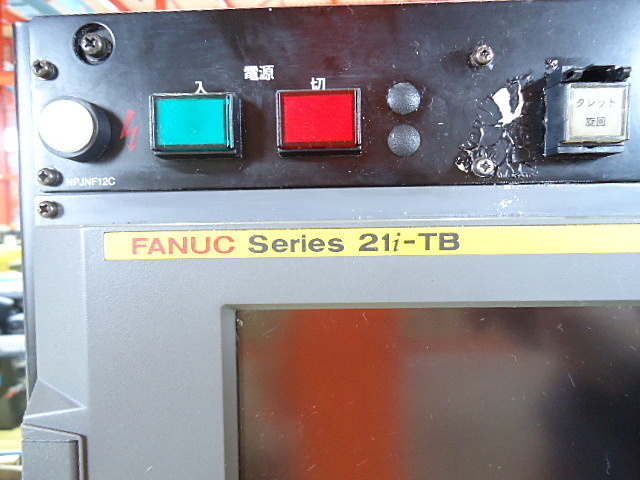 電源
入 切
タレット
旋回
HPJNF12C
FANUC Series 21i-TB